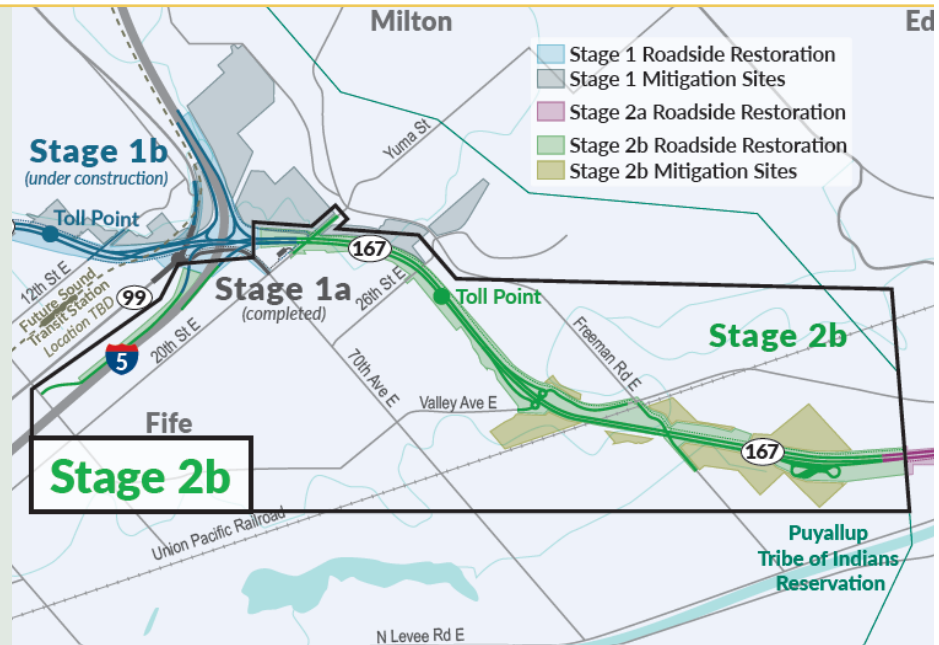 Milton
Ed
Stage 1 Roadside Restoration
Stage 1 Mitigation Sites
Stage 2a Roadside Restoration
Stage 2b Roadside Restoration
Stage 2b Mitigation Sites
Yuma St
Stage 1b
(under construction)
Toll Point
167
12th St E
Future Sound
Transit Station
Location TBD
99
Stage 1a
(completed)
26th St E
Toll Point
20th St E
5
70th Ave E
Freeman Rd E
Stage 2b
Valley Ave E
Fife
167
Stage 2b
Union Pacific Railroad
Puyallup
Tribe of Indians
Reservation
N Levee Rd E